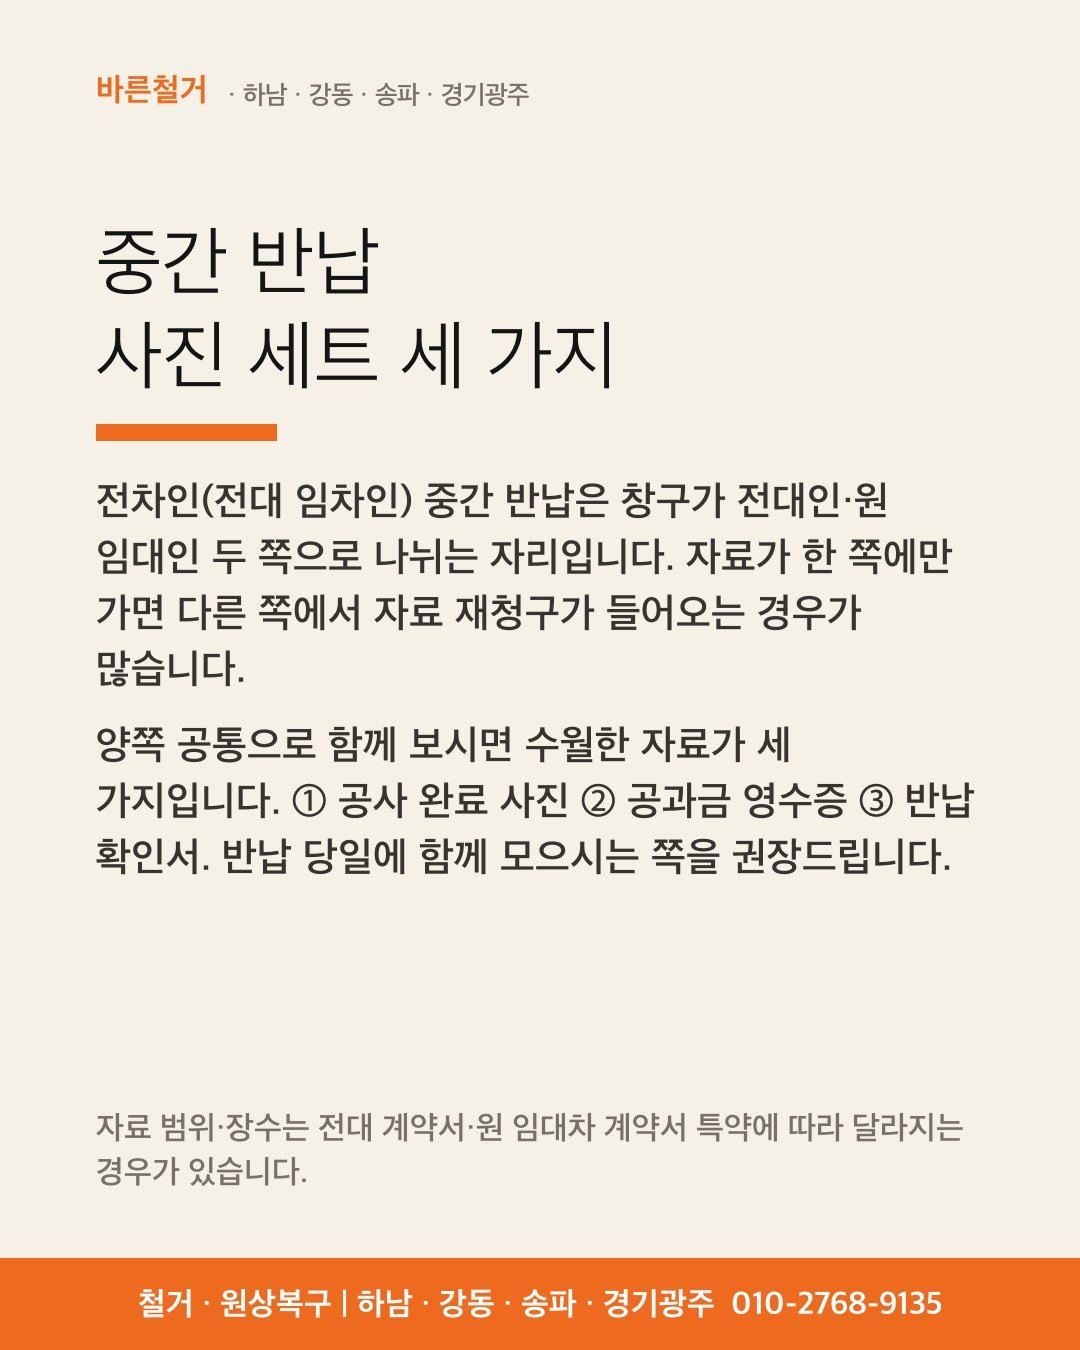 바른철거 · 하남 · 강동 · 송파 · 경기광주
중간 반납
사진 세트 세 가지
전차인(전대 임차인) 중간 반납은 창구가 전대인·원
임대인 두 쪽으로 나뉘는 자리입니다. 자료가 한 쪽에만
가면 다른 쪽에서 자료 재청구가 들어오는 경우가
많습니다.
양쪽 공통으로 함께 보시면 수월한 자료가 세
가지입니다. ① 공사 완료 사진 ② 공과금 영수증 ③ 반납
확인서. 반납 당일에 함께 모으시는 쪽을 권장드립니다.
자료 범위·장수는 전대 계약서·원 임대차 계약서 특약에 따라 달라지는
경우가 있습니다.
철거 · 원상복구 | 하남 · 강동 · 송파 · 경기광주 010-2768-9135